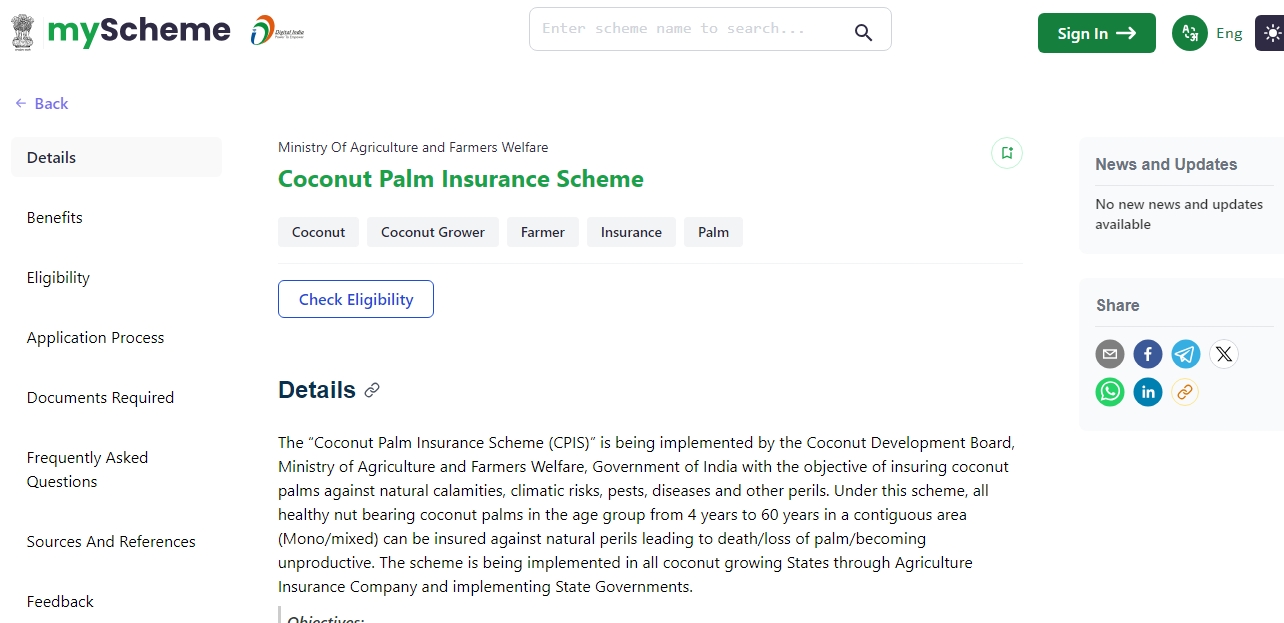 myScheme
Digital India
Power To Empower
Enter scheme name to search...
Sign In
Eng
Back
Details
Benefits
Eligibility
Application Process
Documents Required
Frequently Asked
Questions
Sources And References
Feedback
Ministry Of Agriculture and Farmers Welfare
Coconut Palm Insurance Scheme
Coconut
Coconut Grower
Farmer
Insurance
Palm
Check Eligibility
Details
The “Coconut Palm Insurance Scheme (CPIS)” is being implemented by the Coconut Development Board,
Ministry of Agriculture and Farmers Welfare, Government of India with the objective of insuring coconut
palms against natural calamities, climatic risks, pests, diseases and other perils. Under this scheme, all
healthy nut bearing coconut palms in the age group from 4 years to 60 years in a contiguous area
(Mono/mixed) can be insured against natural perils leading to death/loss of palm/becoming
unproductive. The scheme is being implemented in all coconut growing States through Agriculture
Insurance Company and implementing State Governments.
Objectives:
News and Updates
No new news and updates
available
Share